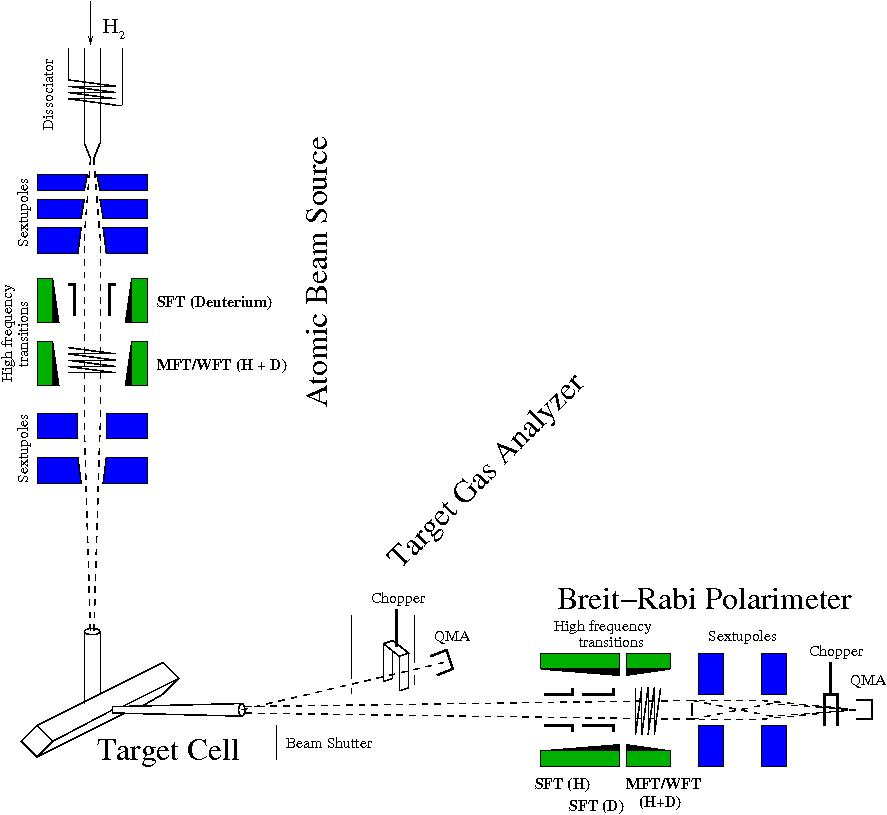 H2
Dissociator
Sextupoles
Atomic Beam Source
High frequency
transitions
SFT (Deuterium)
MFT/WFT (H + D)
Sextupoles
Target Gas Analyzer
Chopper
QMA
Breit−Rabi Polarimeter
High frequency
transitions
Sextupoles
Chopper
QMA
Target Cell
Beam Shutter
SFT (H)
SFT (D)
MFT/WFT
(H+D)